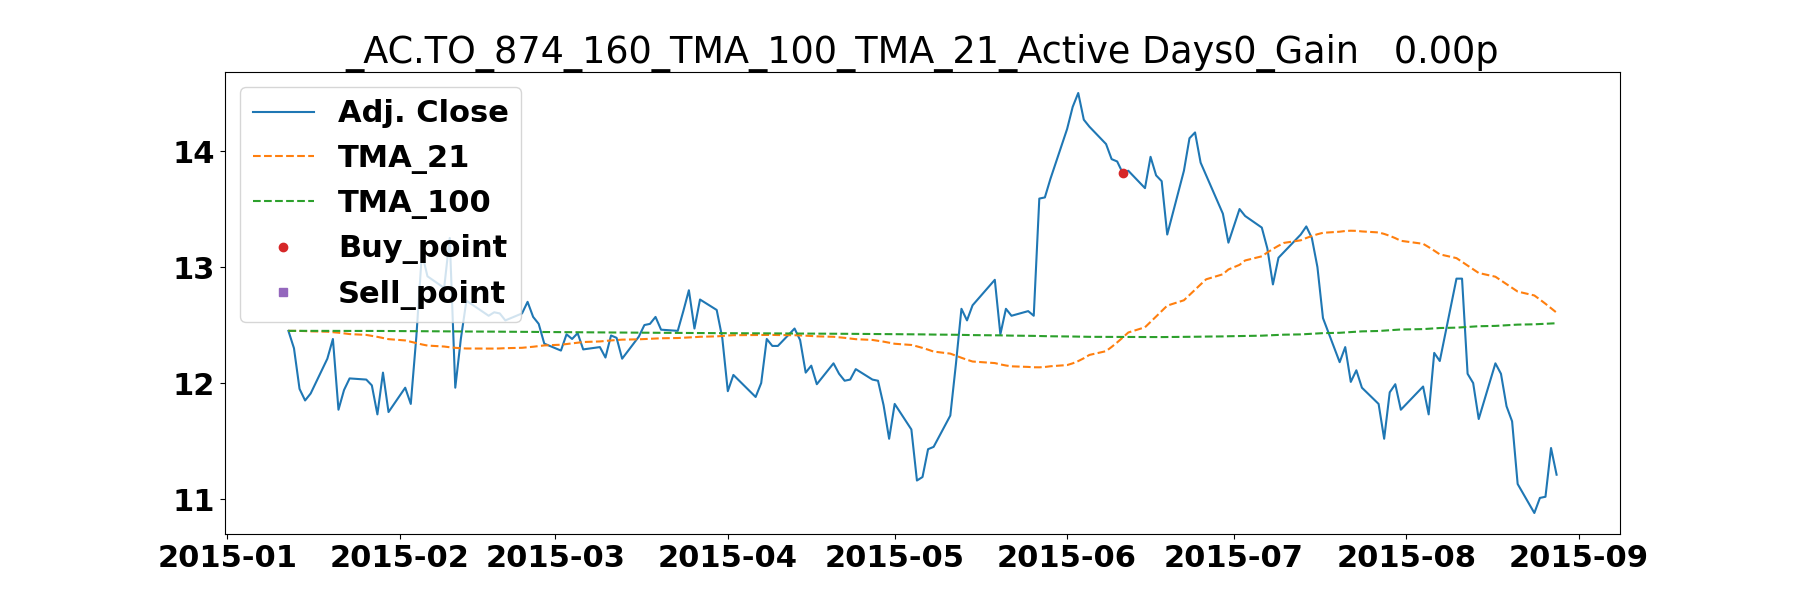 _AC.TO_874_160_TMA_100_TMA_21_Active Days0_Gain   0.00p
Adj. Close
TMA_21
TMA_100
Buy_point
Sell_point
14
13
12
11
2015-01 2015-02 2015-03 2015-04 2015-05 2015-06 2015-07 2015-08 2015-09